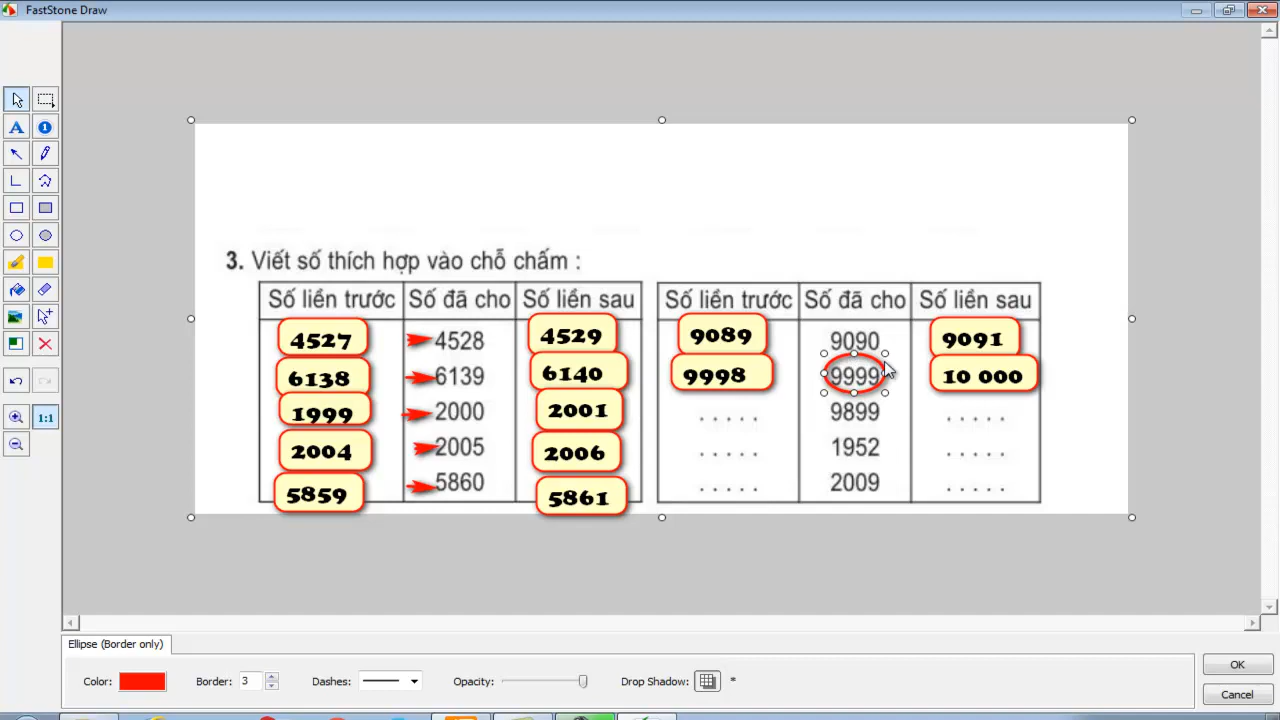 FastStone Draw
3. Viết số thích hợp vào chỗ chấm :
Số liền trước Số đã cho Số liền sau
4527 4528 4529
6138 6139 6140
1999 2000 2001
2004 2005 2006
5859 5860 5861
Số liền trước Số đã cho Số liền sau
9089 9090 9091
9998 9999 10 000
. . . . . 9899 . . . . .
. . . . . 1952 . . . . .
. . . . . 2009 . . . . .
A 1
1:1
Ellipse (Border only)
Color: Border: 3 Dashes: Opacity: Drop Shadow: *
OK
Cancel